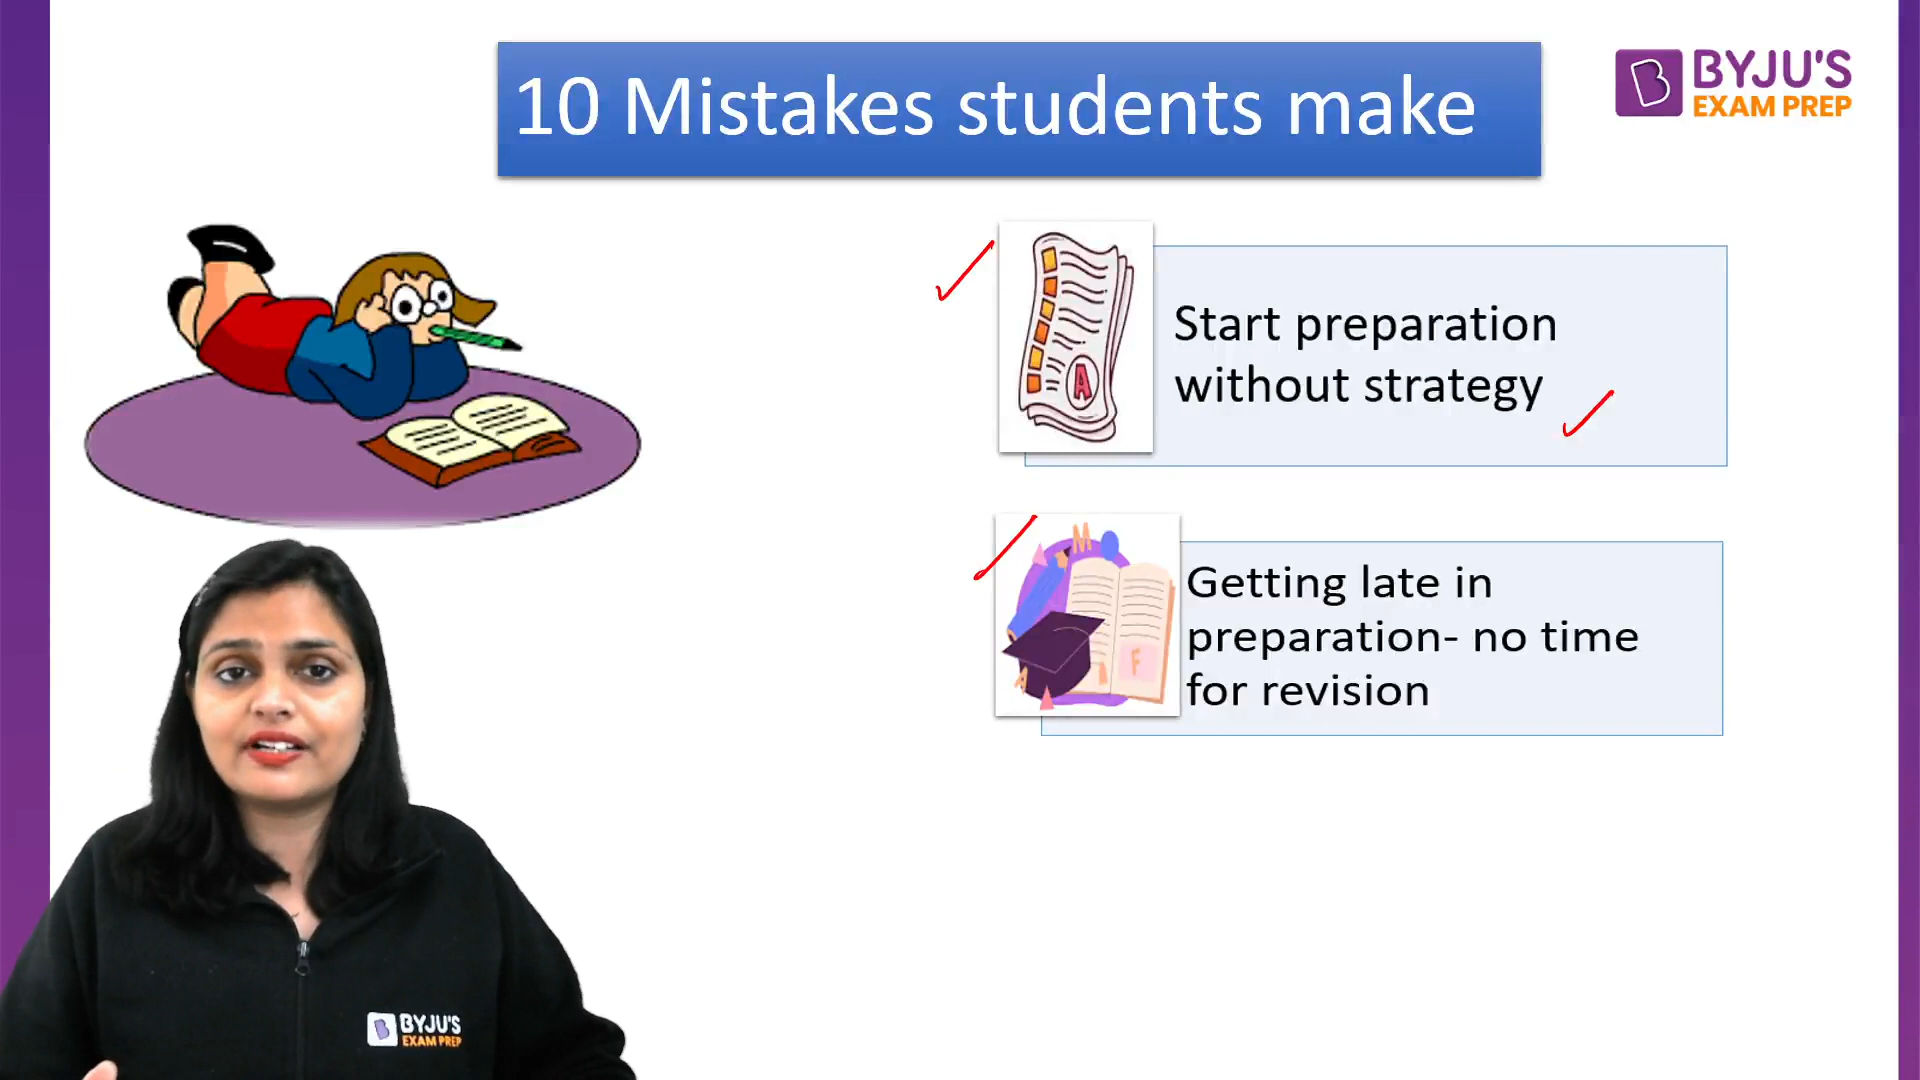 10 Mistakes students make
BYJU'S
EXAM PREP
Start preparation
without strategy
Getting late in
preparation- no time
for revision
A
M
F
A
A
BYJU'S
EXAM PREP